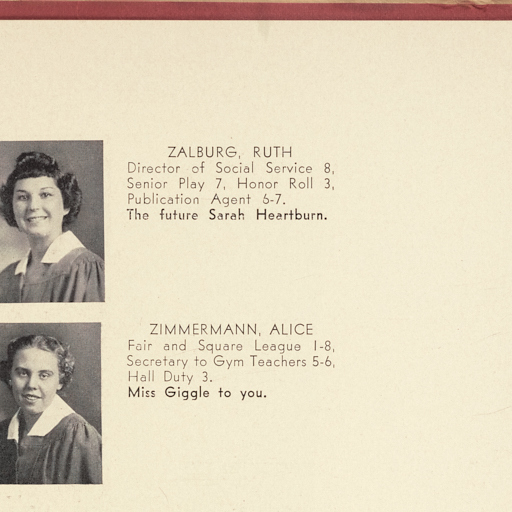 ZALBURG, RUTH
Director of Social Service 8,
Senior Play 7, Honor Roll 3,
Publication Agent 6-7.
The future Sarah Heartburn.
ZIMMERMANN, ALICE
Fair and Square League 1-8,
Secretary to Gym Teachers 5-6,
Hall Duty 3.
Miss Giggle to you.